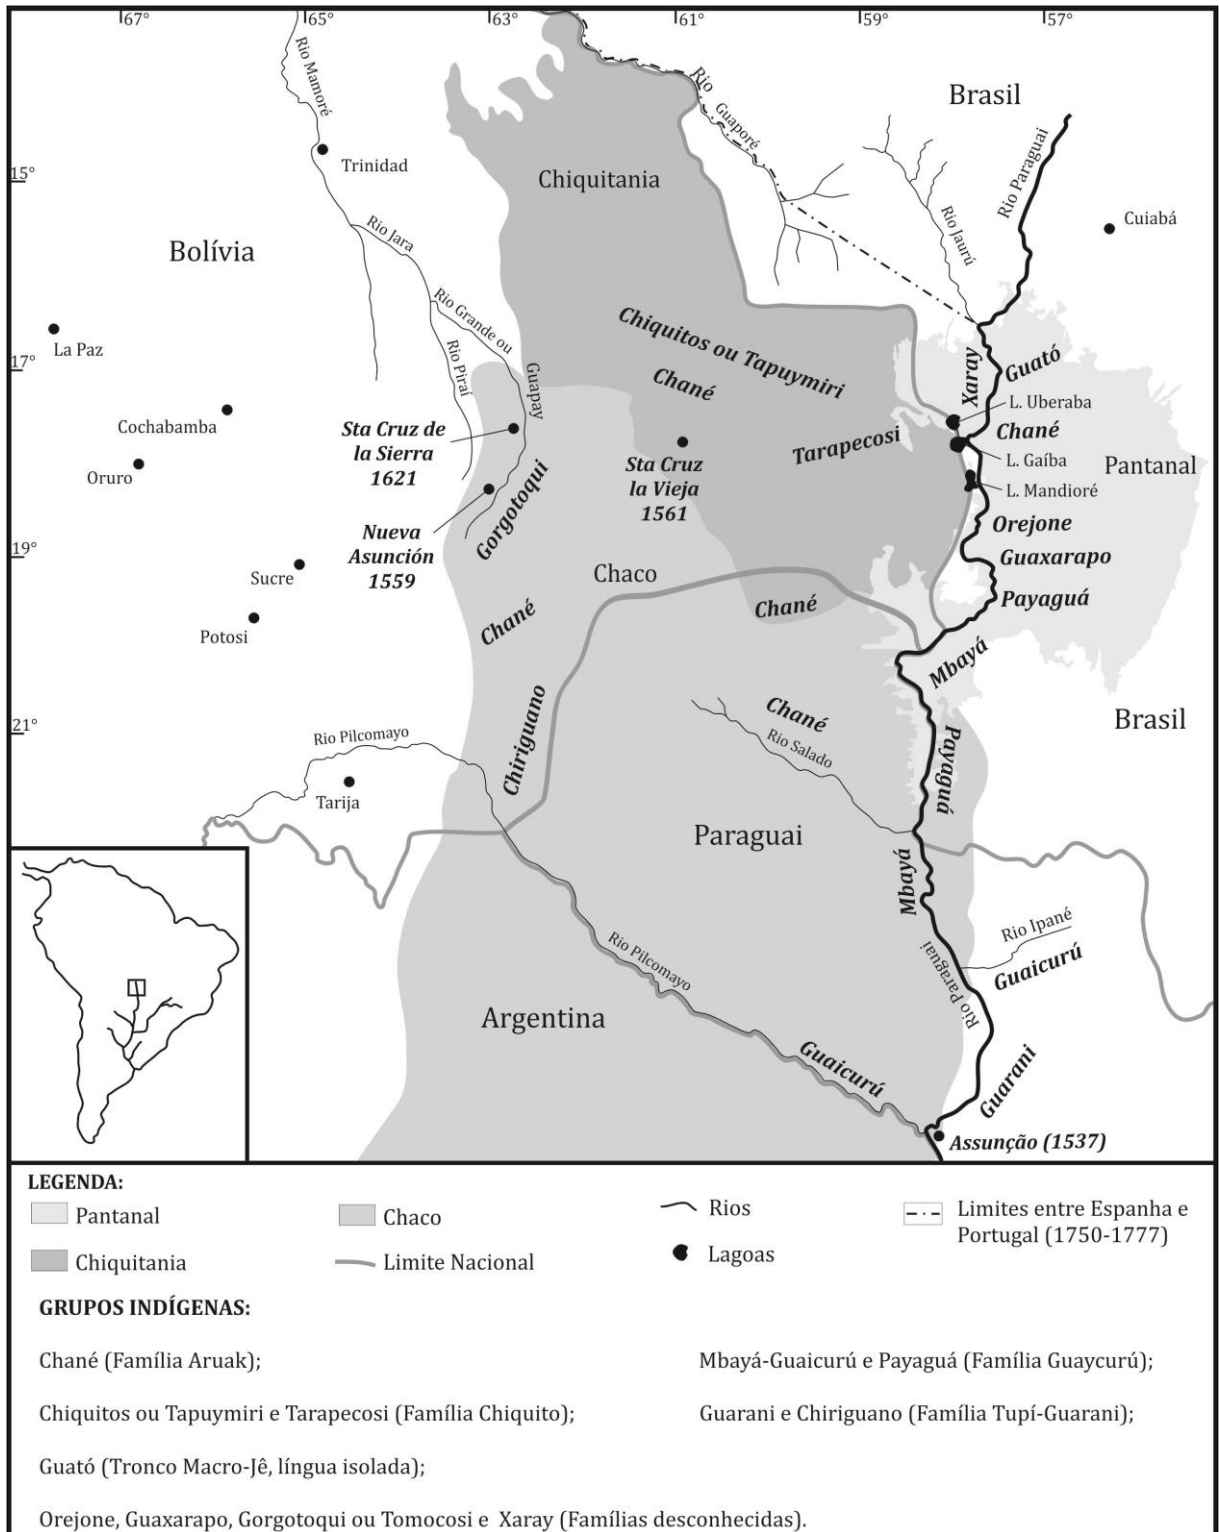 67°
65°
63°
61°
59°
57°
15°
17°
19°
21°
Rio Mamoré
Rio
Guaporé
Brasil
Rio Paraguai
Trinidad
Chiquitania
Rio Jaurú
Cuiabá
Bolívia
Rio Jara
Rio Grande ou
Guapay
Rio Piraí
La Paz
Chiquitos ou Tapuymiri
Chané
Xaray
Guató
L. Uberaba
Cochabamba
Sta Cruz de
la Sierra
1621
Tarapecosi
Chané
L. Gaíba
Pantanal
Oruro
Sta Cruz
la Vieja
1561
L. Mandioré
Gorgotoqui
Nueva
Asunción
1559
Orejone
Guaxarapo
Sucre
Chaco
Payaguá
Potosi
Chané
Chané
Mbayá
Chiriguano
Chané
Brasil
Rio Pilcomayo
Rio Salado
Payaguá
Tarija
Paraguai
Mbayá
Rio Ipané
Rio Pilcomayo
Rio Paraguai
Guaicurú
Argentina
Guaicurú
Guarani
Assunção (1537)
LEGENDA:
Pantanal
Chaco
Rios
Limites entre Espanha e
Portugal (1750-1777)
Chiquitania
Limite Nacional
Lagoas
GRUPOS INDÍGENAS:
Chané (Família Aruak);
Mbayá-Guaicurú e Payaguá (Família Guaycurú);
Chiquitos ou Tapuymiri e Tarapecosi (Família Chiquito);
Guarani e Chiriguano (Família Tupí-Guarani);
Guató (Tronco Macro-Jê, língua isolada);
Orejone, Guaxarapo, Gorgotoqui ou Tomocosi e Xaray (Famílias desconhecidas).